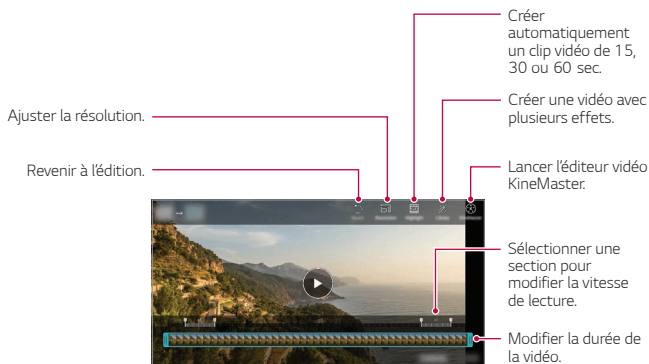 Créer
automatiquement
un clip vidéo de 15,
30 ou 60 sec.
Ajuster la résolution.
Créer une vidéo avec
plusieurs effets.
Revenir à l'édition.
Lancer l'éditeur vidéo
KineMaster.
Sélectionner une
section pour
modifier la vitesse
de lecture.
Modifier la durée de
la vidéo.